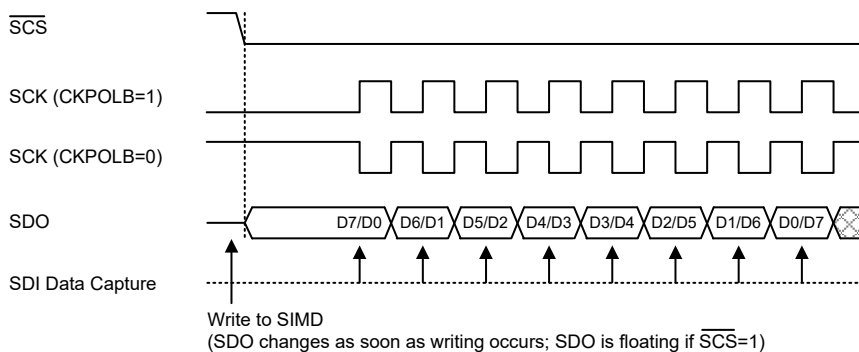 SCS
SCK (CKPOLB=1)
SCK (CKPOLB=0)
SDO D7/D0 D6/D1 D5/D2 D4/D3 D3/D4 D2/D5 D1/D6 D0/D7
SDI Data Capture
Write to SIMD
(SDO changes as soon as writing occurs; SDO is floating if SCS=1)